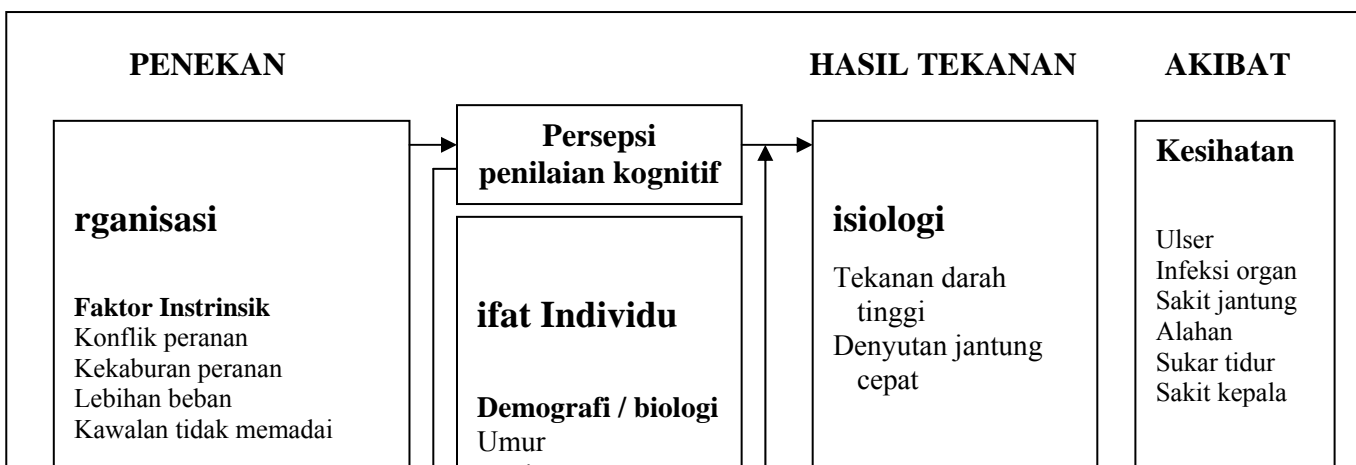 PENEKAN
HASIL TEKANAN
AKIBAT
rganisasi
Faktor Instrinsik
Konflik peranan
Kekaburan peranan
Lebihan beban
Kawalan tidak memadai
Persepsi
penilaian kognitif
ifat Individu
Demografi / biologi
Umur
isiologi
Tekanan darah
tinggi
Denyutan jantung
cepat
Kesihatan
Ulser
Infeksi organ
Sakit jantung
Alahan
Sukar tidur
Sakit kepala